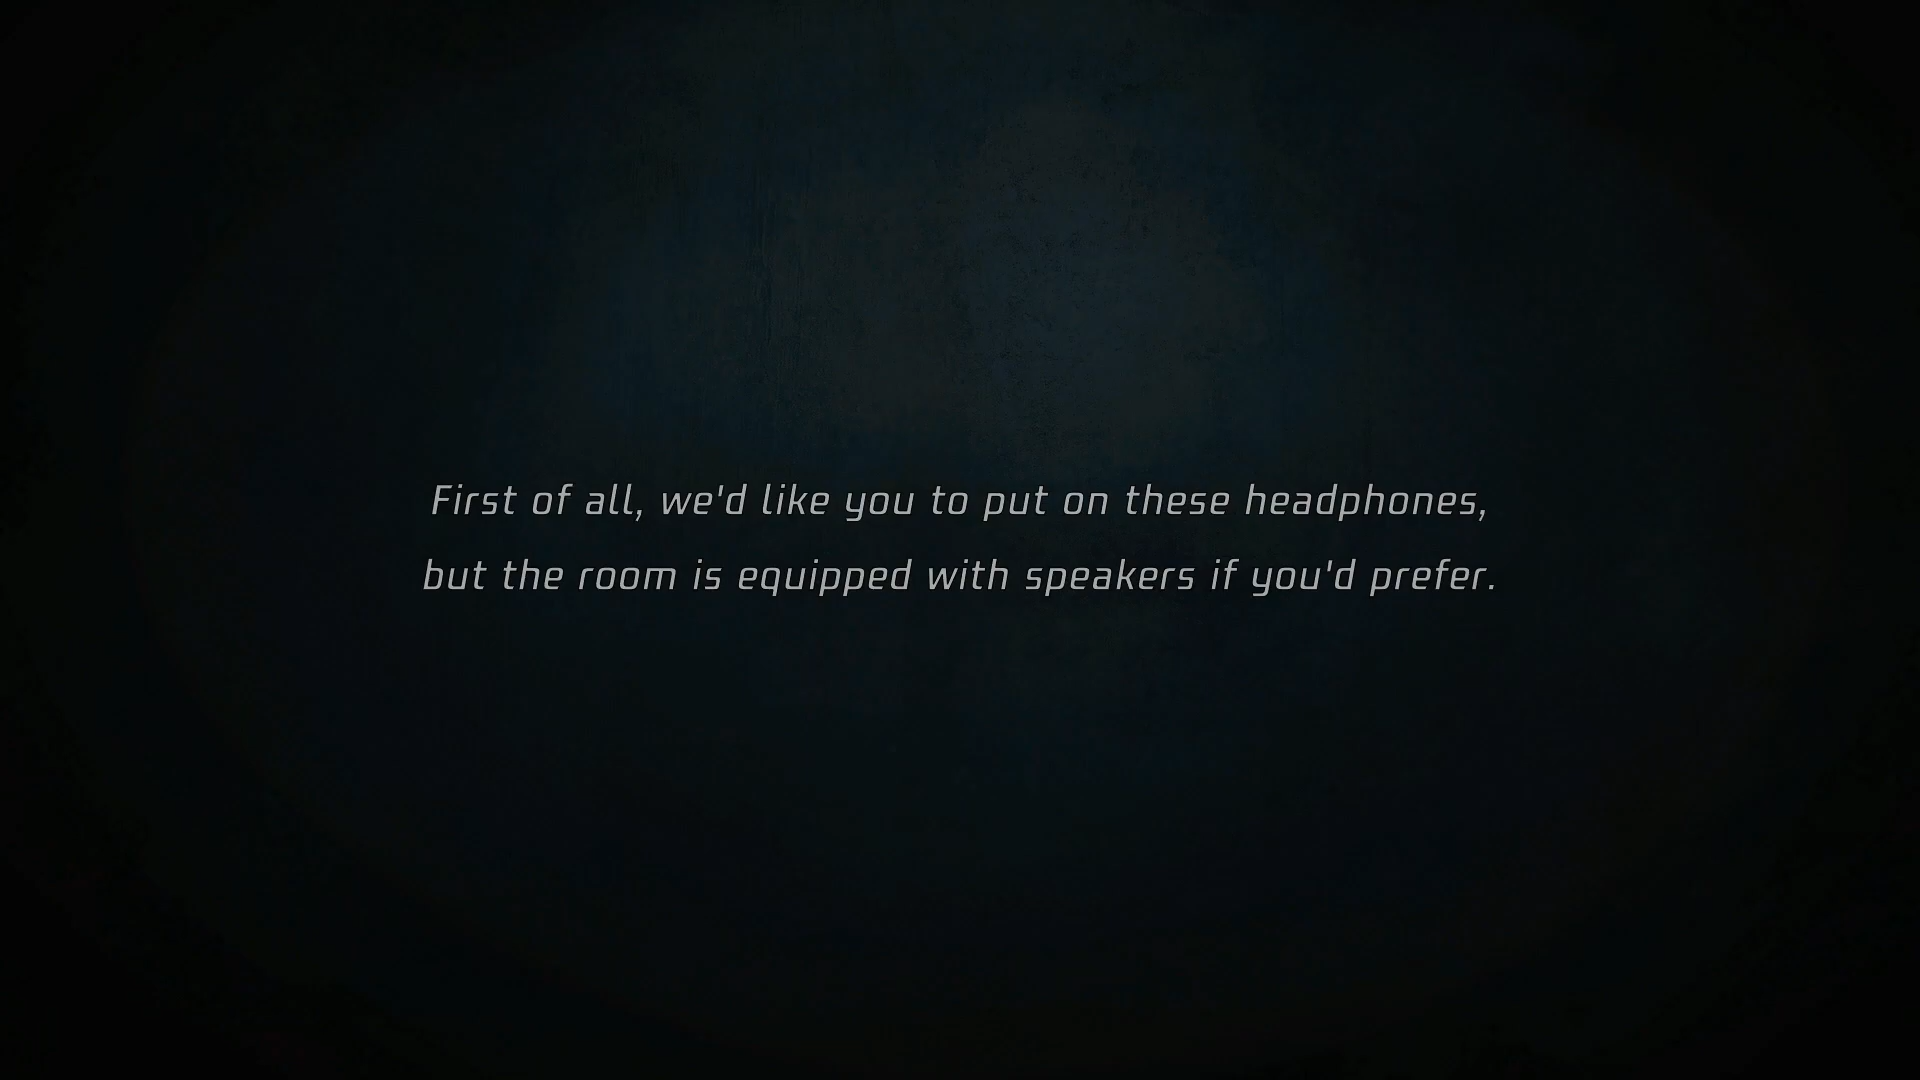 First of all, we'd like you to put on these headphones,
but the room is equipped with speakers if you'd prefer.